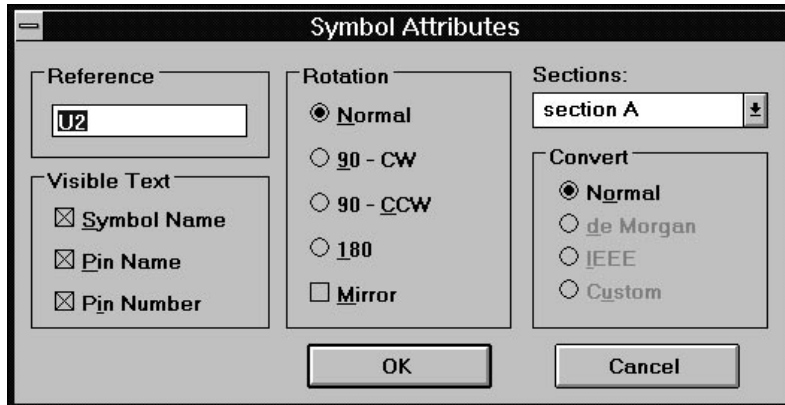 Symbol Attributes
Reference
U2
Visible Text
Symbol Name
Pin Name
Pin Number
Rotation
Normal
90 - CW
90 - CCW
180
Mirror
Sections:
section A
Convert
Normal
de Morgan
IEEE
Custom
OK
Cancel